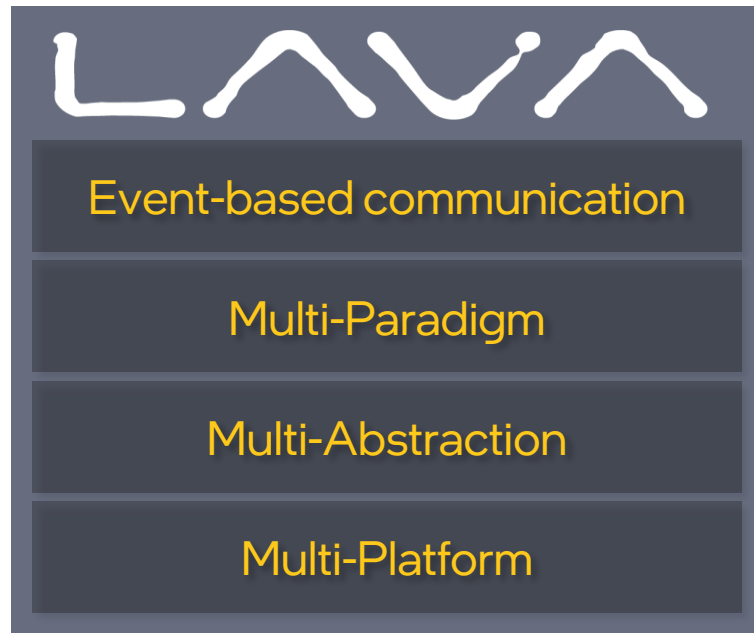 LAVA
Event-based communication
Multi-Paradigm
Multi-Abstraction
Multi-Platform